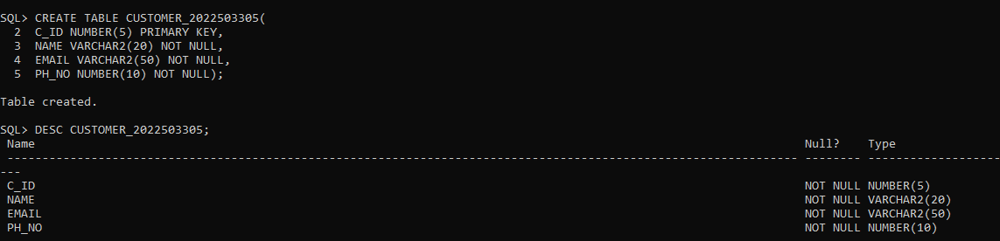 SQL> CREATE TABLE CUSTOMER_2022503305(
  2  C_ID NUMBER(5) PRIMARY KEY,
  3  NAME VARCHAR2(20) NOT NULL,
  4  EMAIL VARCHAR2(50) NOT NULL,
  5  PH_NO NUMBER(10) NOT NULL);
Table created.
SQL> DESC CUSTOMER_2022503305;
 Name                                                                                                              Null?    Type
 ----------------------------------------------------------------------------------------------------------------- -------- -------------------
---
 C_ID                                                                                                              NOT NULL NUMBER(5)
 NAME                                                                                                              NOT NULL VARCHAR2(20)
 EMAIL                                                                                                             NOT NULL VARCHAR2(50)
 PH_NO                                                                                                             NOT NULL NUMBER(10)